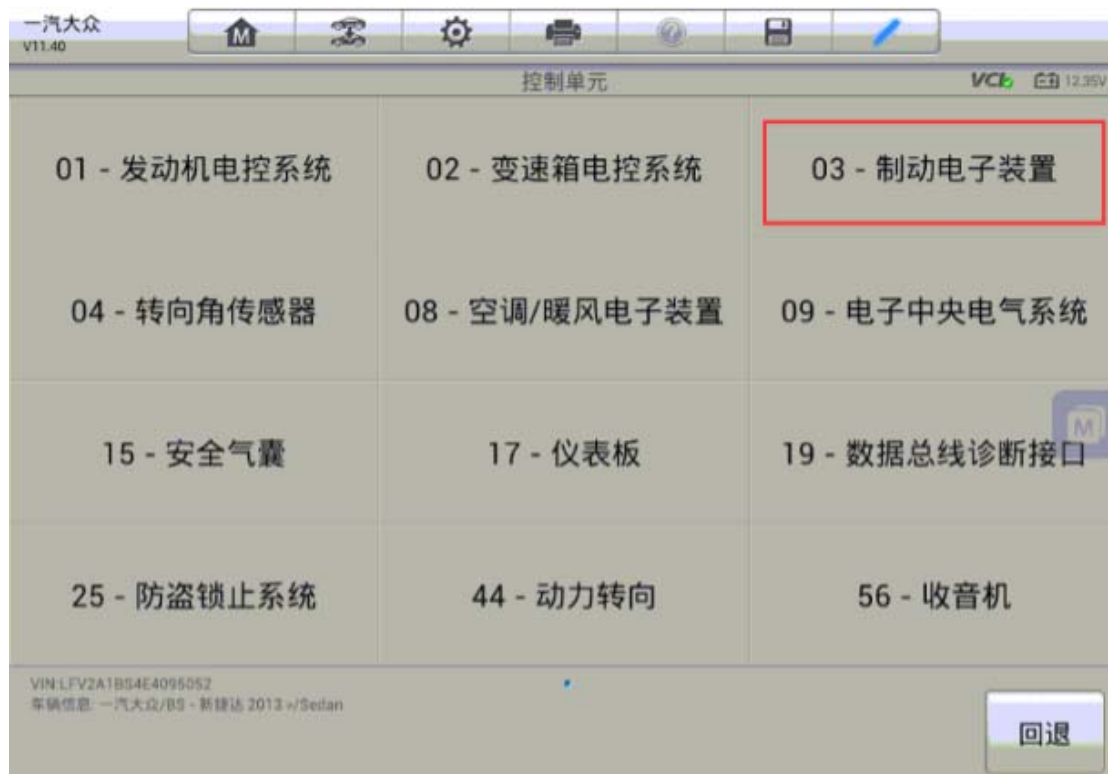 一汽大众
V11.40
控制单元
VCI 12.35V
01 - 发动机电控系统
02 - 变速箱电控系统
03 - 制动电子装置
04 - 转向角传感器
08 - 空调/暖风电子装置
09 - 电子中央电气系统
15 - 安全气囊
17 - 仪表板
19 - 数据总线诊断接口
25 - 防盗锁止系统
44 - 动力转向
56 - 收音机
VIN:LFV2A1BS4E4095052
车辆信息: 一汽大众/BS - 新捷达 2013 >/Sedan
回退